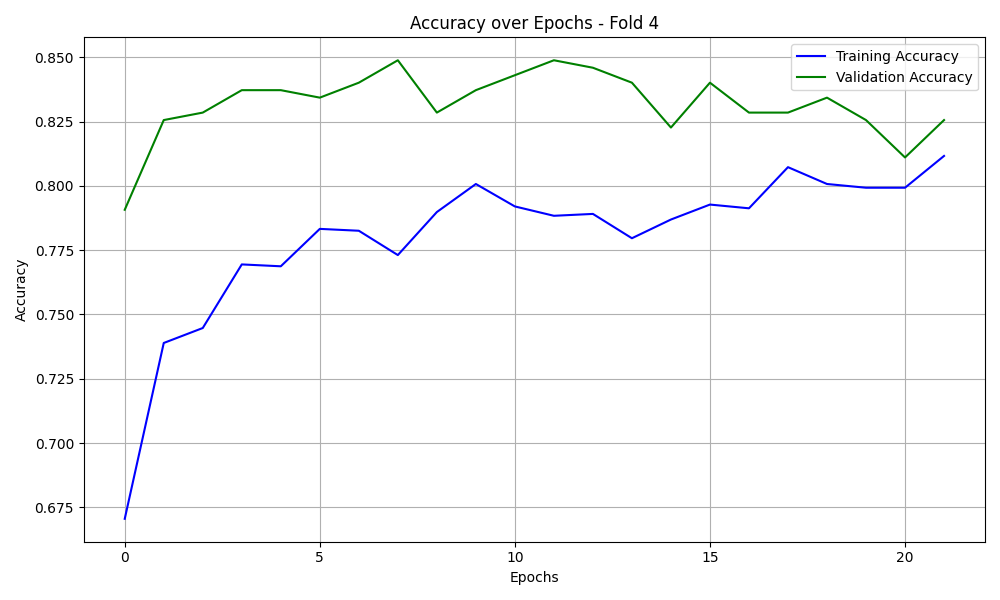 Accuracy over Epochs - Fold 4
Training Accuracy
Validation Accuracy
0.850
0.825
0.800
0.775
0.750
0.725
0.700
0.675
Accuracy
0 5 10 15 20
Epochs